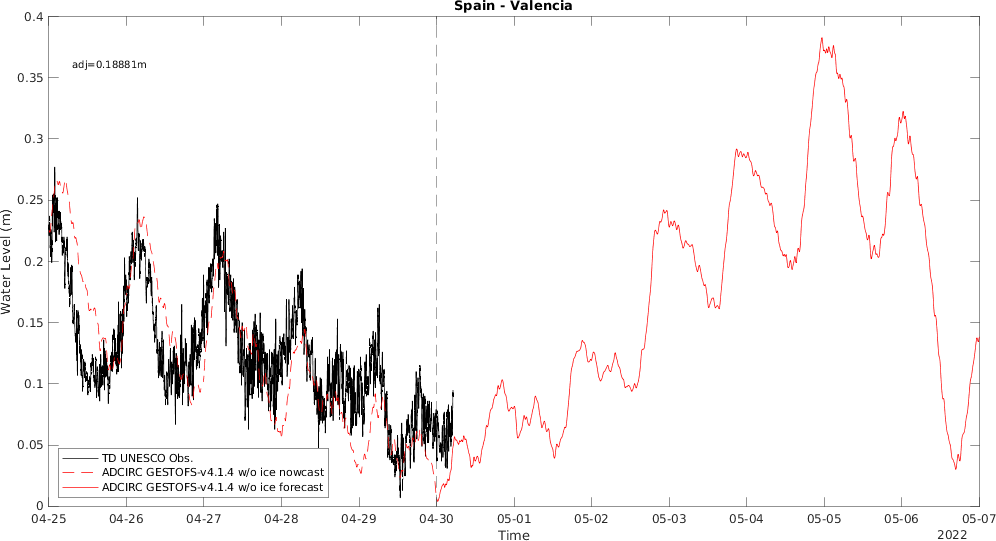 Spain - Valencia
adj=0.18881m
0.4
0.35
0.3
0.25
0.2
0.15
0.1
0.05
0
Water Level (m)
TD UNESCO Obs.
ADCIRC GESTOFS-v4.1.4 w/o ice nowcast
ADCIRC GESTOFS-v4.1.4 w/o ice forecast
04-25 04-26 04-27 04-28 04-29 04-30 05-01 05-02 05-03 05-04 05-05 05-06 05-07
Time
2022